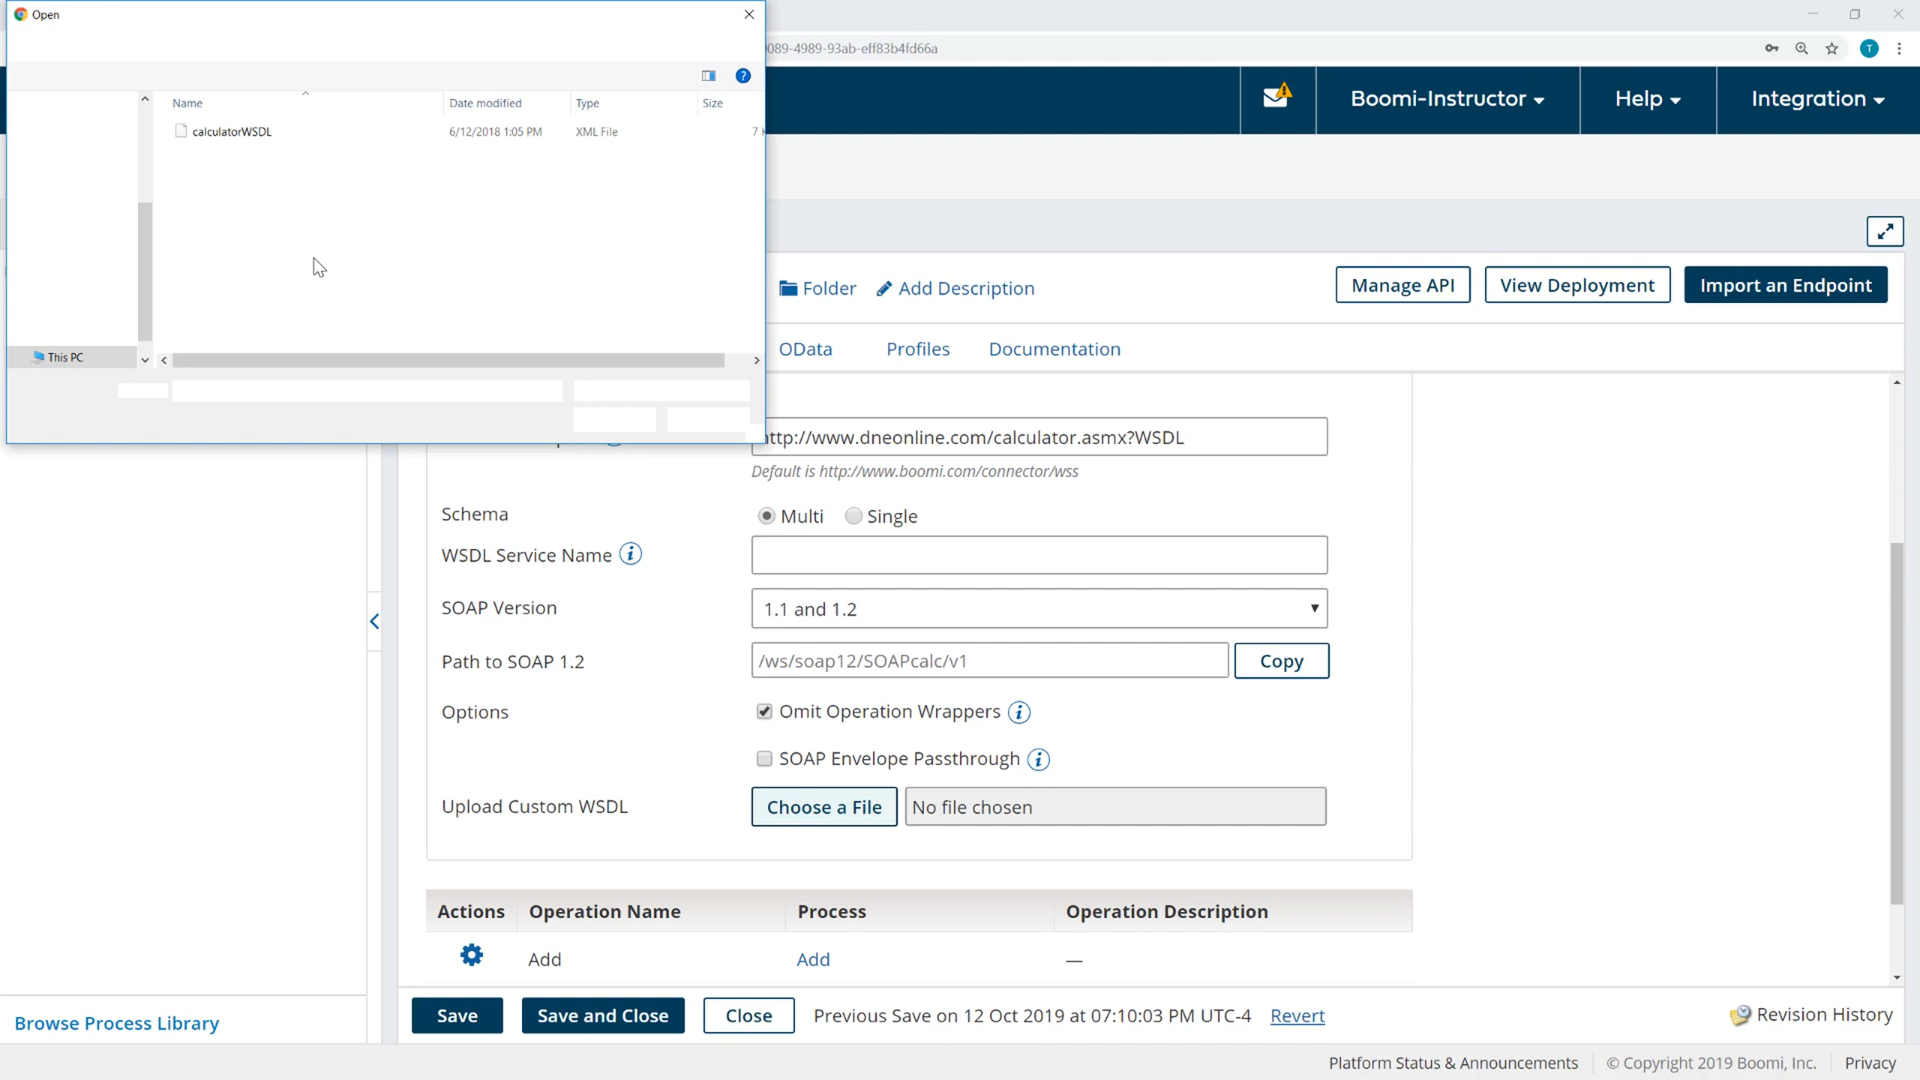 Open
089-4989-93ab-eff83b4fd66a
T
Boomi-Instructor
Help
Integration
Name
Date modified
Type
Size
calculatorWSDL
6/12/2018 1:05 PM
XML File
7
This PC
Folder
Add Description
Manage API
View Deployment
Import an Endpoint
OData
Profiles
Documentation
ttp://www.dneonline.com/calculator.asmx?WSDL
Default is http://www.boomi.com/connector/wss
Schema
Multi
Single
WSDL Service Name
SOAP Version
1.1 and 1.2
Path to SOAP 1.2
/ws/soap12/SOAPcalc/v1
Copy
Options
Omit Operation Wrappers
SOAP Envelope Passthrough
Upload Custom WSDL
Choose a File
No file chosen
Actions
Operation Name
Process
Operation Description
Add
Add
—
Browse Process Library
Save
Save and Close
Close
Previous Save on 12 Oct 2019 at 07:10:03 PM UTC-4
Revert
Revision History
Platform Status & Announcements
© Copyright 2019 Boomi, Inc.
Privacy